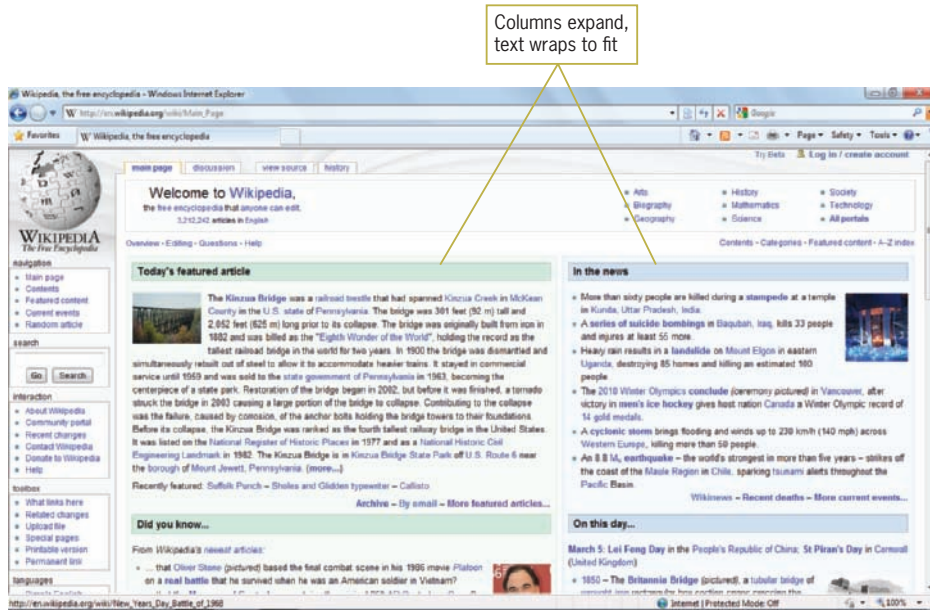 Columns expand,
text wraps to fit
Wikipedia, the free encyclopedia – Windows Internet Explorer
http://en.wikipedia.org/wiki/Main_Page
Google
Favorites Wikipedia, the free encyclopedia
Page Safety Tools
Try Beta Log in / create account
main page discussion view source history
WIKIPEDIA
The Free Encyclopedia
navigation
Main page
Contents
Featured content
Current events
Random article
search
Go Search
interaction
About Wikipedia
Community portal
Recent changes
Contact Wikipedia
Donate to Wikipedia
Help
toolbox
What links here
Related changes
Upload file
Special pages
Printable version
Permanent link
languages
Welcome to Wikipedia,
the free encyclopedia that anyone can edit.
3,212,242 articles in English
Arts History Society
Biography Mathematics Technology
Geography Science All portals
Overview · Editing · Questions · Help
Contents · Categories · Featured content · A–Z index
Today's featured article
The Kinzua Bridge was a railroad trestle that had spanned Kinzua Creek in McKean
County in the U.S. state of Pennsylvania. The bridge was 301 feet (92 m) tall and
2,052 feet (625 m) long prior to its collapse. The bridge was originally built from iron in
1882 and was billed as the "Eighth Wonder of the World", holding the record as the
tallest railroad bridge in the world for two years. In 1900 the bridge was dismantled and
simultaneously rebuilt out of steel to allow it to accommodate heavier trains. It stayed in commercial
service until 1959 and was sold to the state government of Pennsylvania in 1963, becoming the
centerpiece of a state park. Restoration of the bridge began in 2002, but before it was finished, a tornado
struck the bridge in 2003 causing a large portion of the bridge to collapse. Contributing to the collapse
was the failure, caused by corrosion, of the anchor bolts holding the bridge towers to their foundations.
Before its collapse, the Kinzua Bridge was ranked as the fourth tallest railway bridge in the United States.
It was listed on the National Register of Historic Places in 1977 and as a National Historic Civil
Engineering Landmark in 1982. The Kinzua Bridge is in Kinzua Bridge State Park off U.S. Route 6 near
the borough of Mount Jewett, Pennsylvania. (more...)
Recently featured: Suffolk Punch – Sholes and Glidden typewriter – Callisto
Archive – By email – More featured articles...
Did you know...
From Wikipedia's newest articles:
... that Oliver Stone (pictured) based the final combat scene in his 1986 movie Platoon
on a real battle that he survived when he was an American soldier in Vietnam?
In the news
More than sixty people are killed during a stampede at a temple
in Kunda, Uttar Pradesh, India.
A series of suicide bombings in Baqubah, Iraq, kills 33 people
and injures at least 55 more.
Heavy rain results in a landslide on Mount Elgon in eastern
Uganda, destroying 85 homes and killing an estimated 100
people.
The 2010 Winter Olympics conclude (ceremony pictured) in Vancouver, after
victory in men's ice hockey gives host nation Canada a Winter Olympic record of
14 gold medals.
A cyclonic storm brings flooding and winds up to 230 km/h (140 mph) across
Western Europe, killing more than 50 people.
An 8.8 Mw earthquake – the world's strongest in more than five years – strikes off
the coast of the Maule Region in Chile, sparking tsunami alerts throughout the
Pacific Basin.
Wikinews – Recent deaths – More current events...
On this day...
March 5: Lei Feng Day in the People's Republic of China; St Piran's Day in Cornwall
(United Kingdom)
1850 – The Britannia Bridge (pictured), a tubular bridge of
http://en.wikipedia.org/wiki/New_Years_Day_Battle_of_1968
Internet | Protected Mode: Off
100%